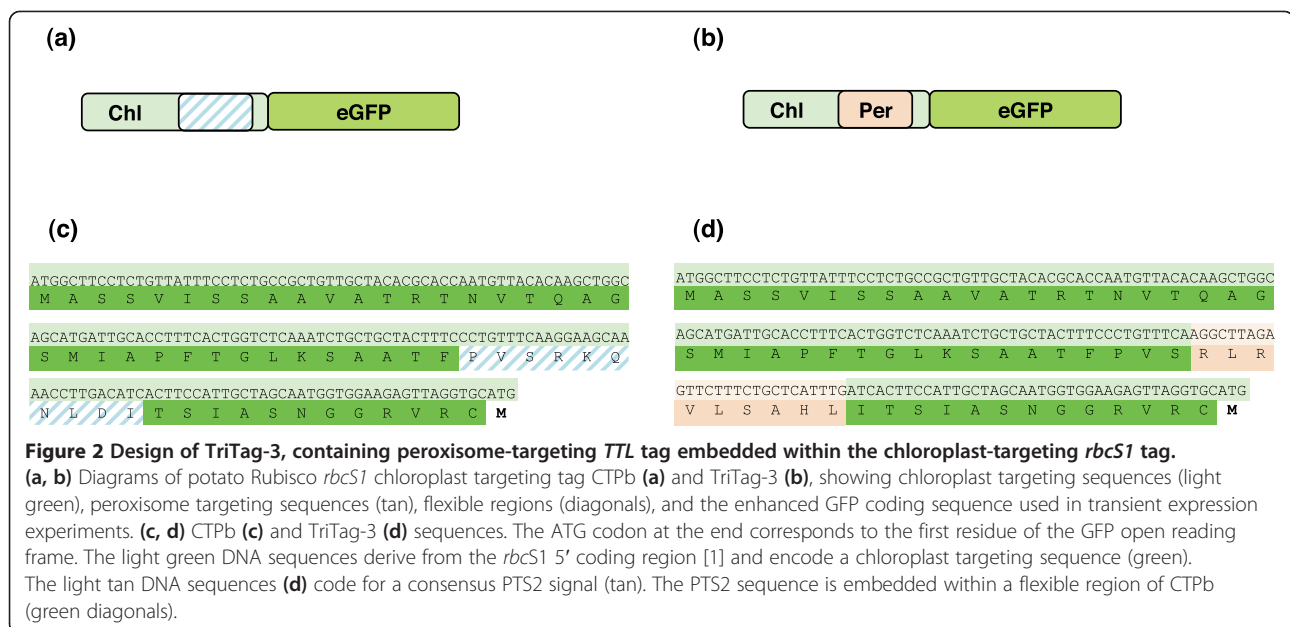 (a)
(b)
Chl
eGFP
Chl
Per
eGFP
(c)
ATGGCTTCCTCTGTTATTTCCTCTGCCGCTGTTGCTACACGCACCAATGTTACACAAGCTGGC
M A S S V I S S A A V A T R T N V T Q A G
AGCATGATTGCACCTTTCACTGGTCTCAAATCTGCTGCTACTTTCCCTGTTTCAAGGAAGCAA
S M I A P F T G L K S A A T F P V S R K Q
AACCTTGACATCACTTCCATTGCTAGCAATGGTGGAAGAGTTAGGTGCATG
N L D I T S I A S N G G R V R C M
(d)
ATGGCTTCCTCTGTTATTTCCTCTGCCGCTGTTGCTACACGCACCAATGTTACACAAGCTGGC
M A S S V I S S A A V A T R T N V T Q A G
AGCATGATTGCACCTTTCACTGGTCTCAAATCTGCTGCTACTTTCCCTGTTTCAAGGCTTAGA
S M I A P F T G L K S A A T F P V S R L R
GTTCTTTCTGCTCATTTGATCACTTCCATTGCTAGCAATGGTGGAAGAGTTAGGTGCATG
V L S A H L I T S I A S N G G R V R C M
Figure 2 Design of TriTag-3, containing peroxisome-targeting TTL tag embedded within the chloroplast-targeting rbcS1 tag.
(a, b) Diagrams of potato Rubisco rbcS1 chloroplast targeting tag CTPb (a) and TriTag-3 (b), showing chloroplast targeting sequences (light
green), peroxisome targeting sequences (tan), flexible regions (diagonals), and the enhanced GFP coding sequence used in transient expression
experiments. (c, d) CTPb (c) and TriTag-3 (d) sequences. The ATG codon at the end corresponds to the first residue of the GFP open reading
frame. The light green DNA sequences derive from the rbcS1 5′ coding region [1] and encode a chloroplast targeting sequence (green).
The light tan DNA sequences (d) code for a consensus PTS2 signal (tan). The PTS2 sequence is embedded within a flexible region of CTPb
(green diagonals).